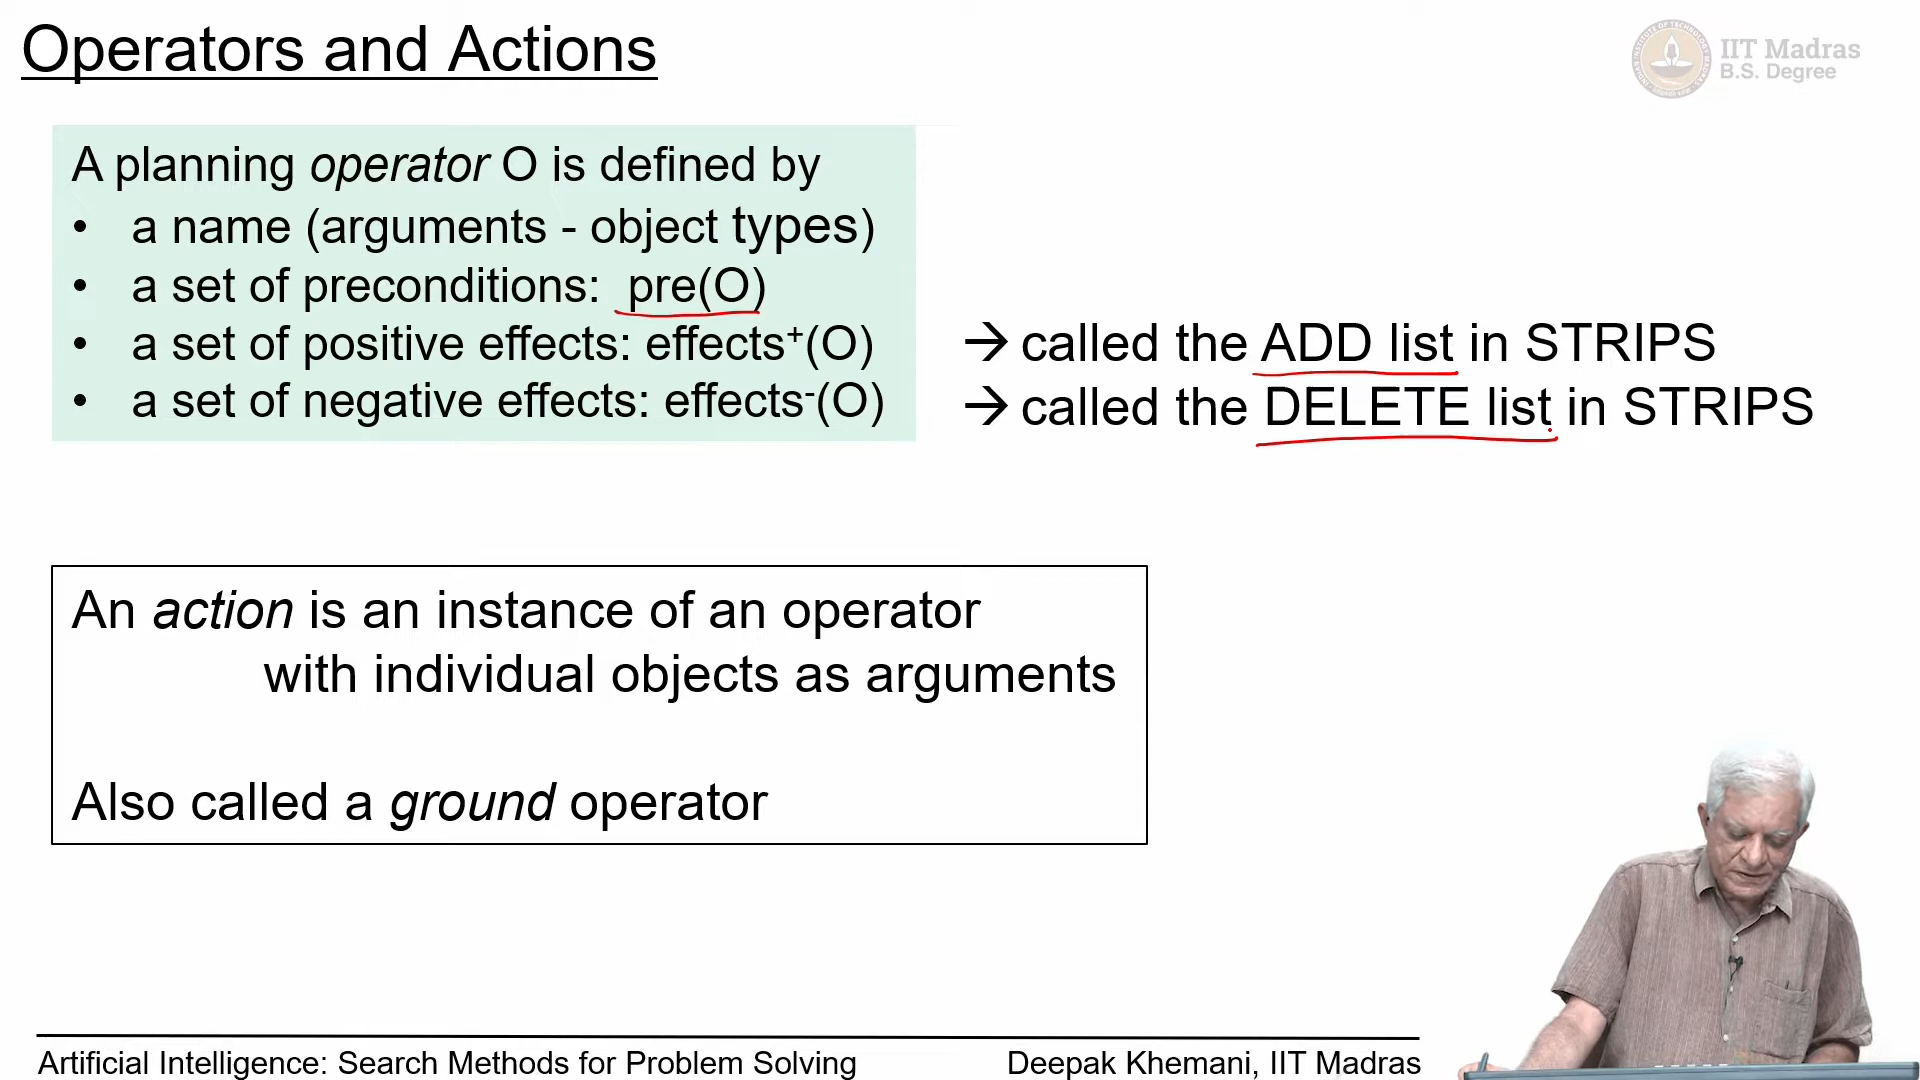 Operators and Actions
IIT Madras
B.S. Degree
A planning operator O is defined by
• a name (arguments - object types)
• a set of preconditions: pre(O)
• a set of positive effects: effects⁺(O)
→ called the ADD list in STRIPS
• a set of negative effects: effects⁻(O)
→ called the DELETE list in STRIPS
An action is an instance of an operator
with individual objects as arguments
Also called a ground operator
Artificial Intelligence: Search Methods for Problem Solving
Deepak Khemani, IIT Madras